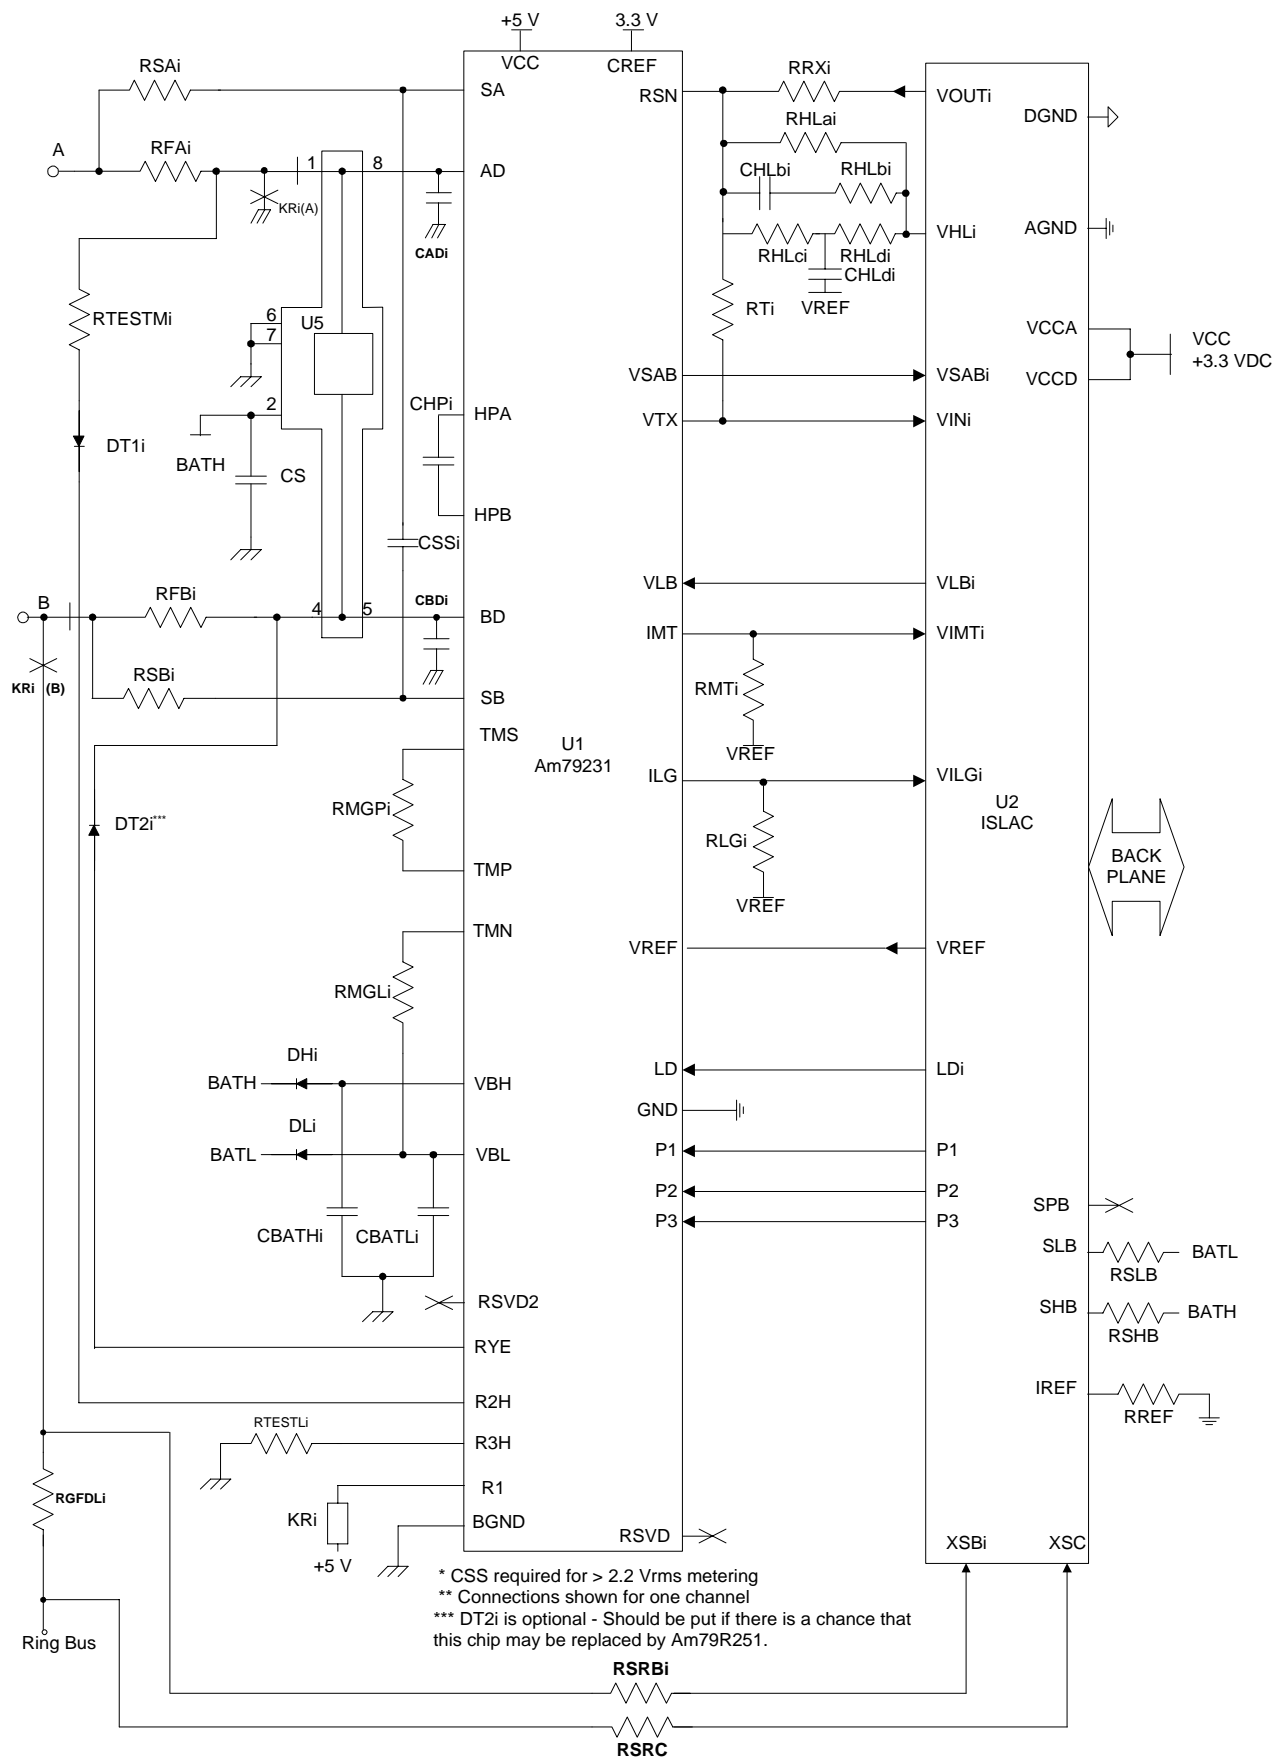 +5 V
3.3 V
VCC
CREF
RSAi
SA
RSN
RRXi
VOUTi
DGND
RHLai
A
RFAi
1
8
AD
CHLbi
RHLbi
KRi(A)
CADi
VHLi
AGND
RHLci
RHLdi
CHLdi
VREF
RTi
RTESTMi
6
U5
7
VCCA
VCC
+3.3 VDC
VSAB
VSABi
VCCD
2
CHPi
HPA
VTX
VINi
DT1i
BATH
CS
HPB
CSSi
VLB
VLBi
B
RFBi
4
5
CBDi
BD
IMT
VIMTi
KRi (B)
RSBi
SB
RMTi
TMS
U1
Am79231
VREF
ILG
VILGi
RMGPi
U2
ISLAC
DT2i***
RLGi
BACK
PLANE
TMP
VREF
TMN
VREF
VREF
RMGLi
DHi
BATH
VBH
LD
LDi
GND
DLi
BATL
VBL
P1
P1
P2
P2
SPB
CBATHi
CBATLi
P3
P3
SLB
BATL
RSLB
RSVD2
SHB
BATH
RSHB
RYE
IREF
R2H
RREF
RTESTLi
R3H
RGFDLi
R1
KRi
BGND
RSVD
XSBi
XSC
+5 V
* CSS required for > 2.2 Vrms metering
** Connections shown for one channel
*** DT2i is optional - Should be put if there is a chance that
this chip may be replaced by Am79R251.
Ring Bus
RSRBi
RSRC